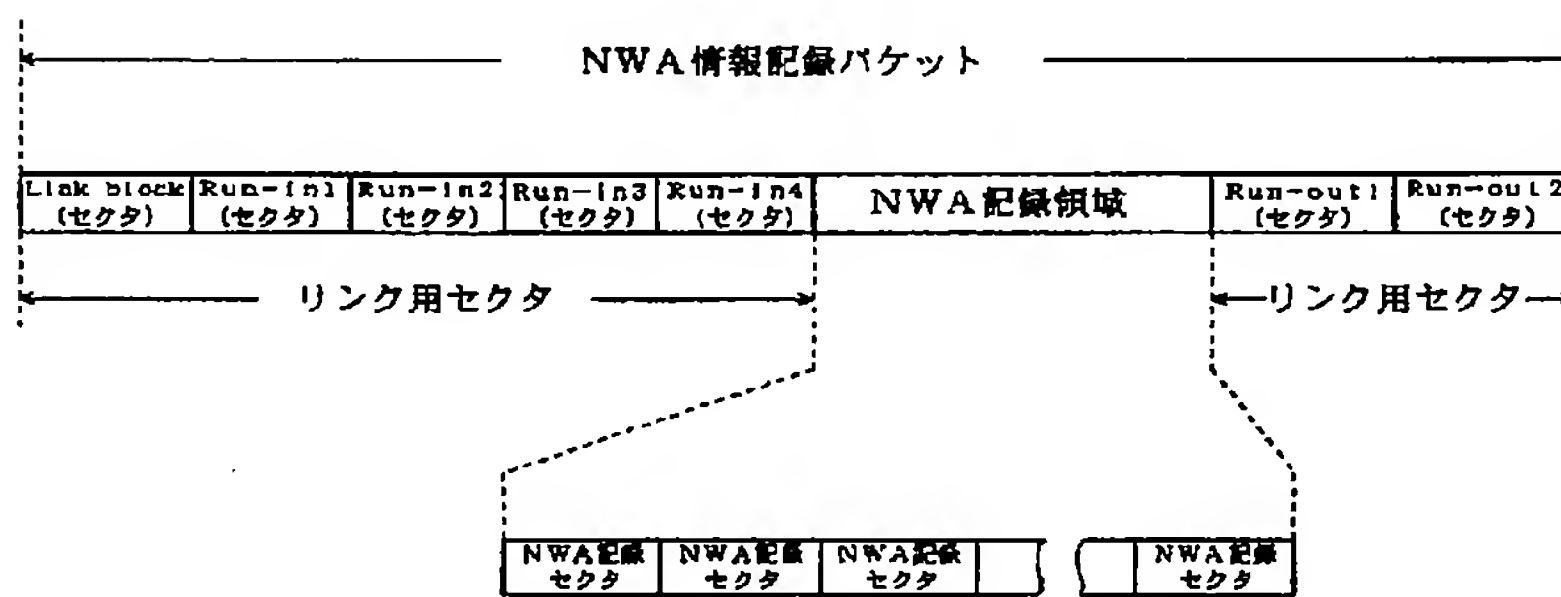 NWA情報記録パケット
Link block Run-in1 Run-in2 Run-in3 Run-in4 NWA記録領域 Run-out1 Run-out2
(セクタ) (セクタ) (セクタ) (セクタ) (セクタ) (セクタ) (セクタ)
リンク用セクタ リンク用セクタ
NWA記録 NWA記録 NWA記録 NWA記録
セクタ セクタ セクタ セクタ